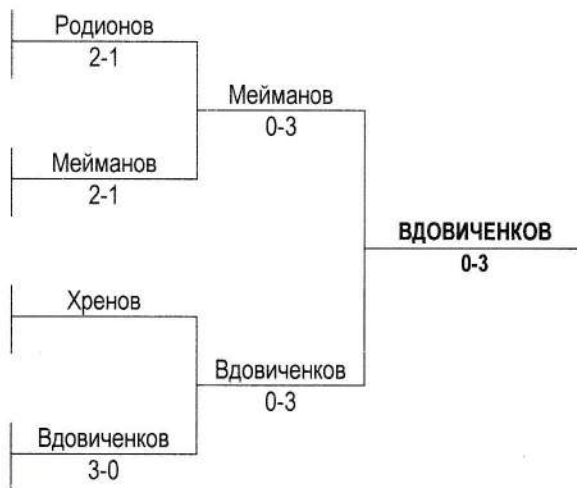 Родионов
2-1
Мейманов
0-3
Мейманов
2-1
ВДОВИЧЕНКОВ
0-3
Хренов
Вдовиченков
0-3
Вдовиченков
3-0